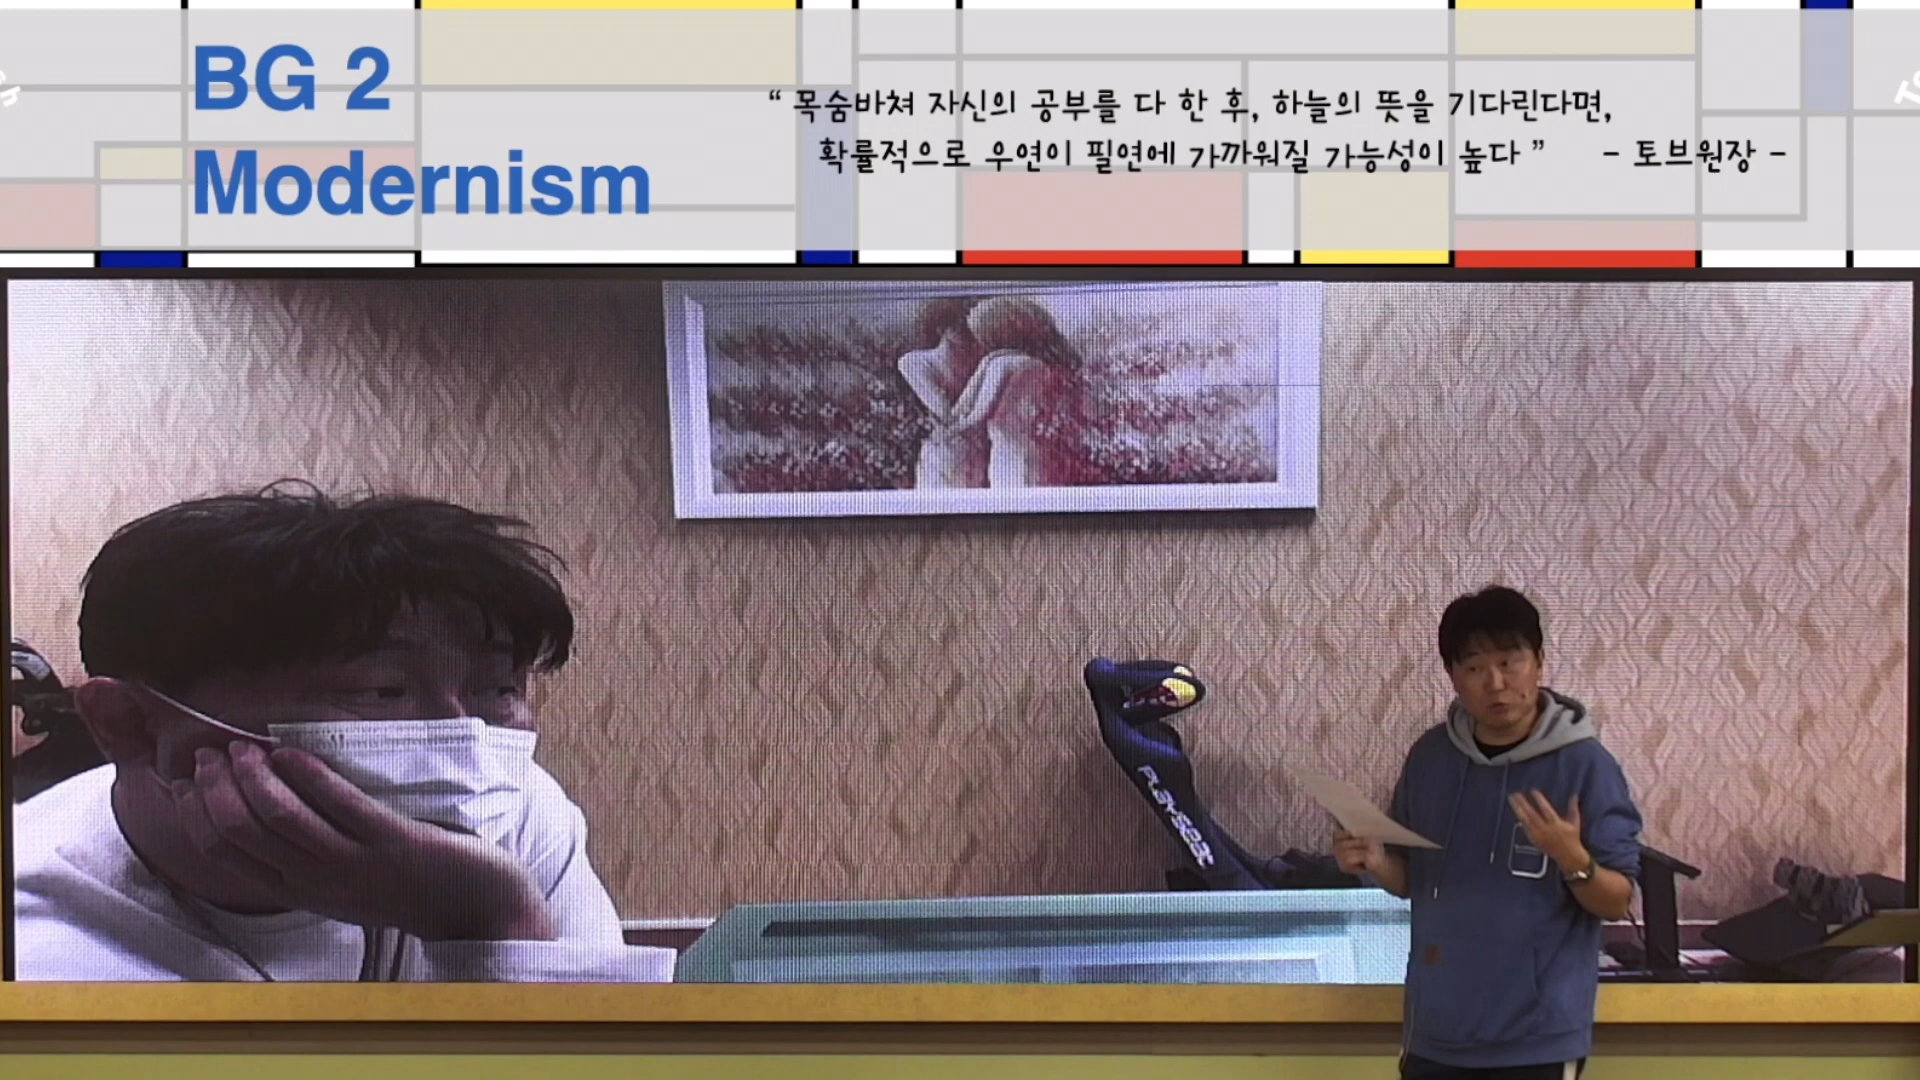 BG 2
Modernism
“ 목숨바쳐 자신의 공부를 다 한 후, 하늘의 뜻을 기다린다면,
확률적으로 우연이 필연에 가까워질 가능성이 높다 ” - 토브원장 -
PLAYSEAT